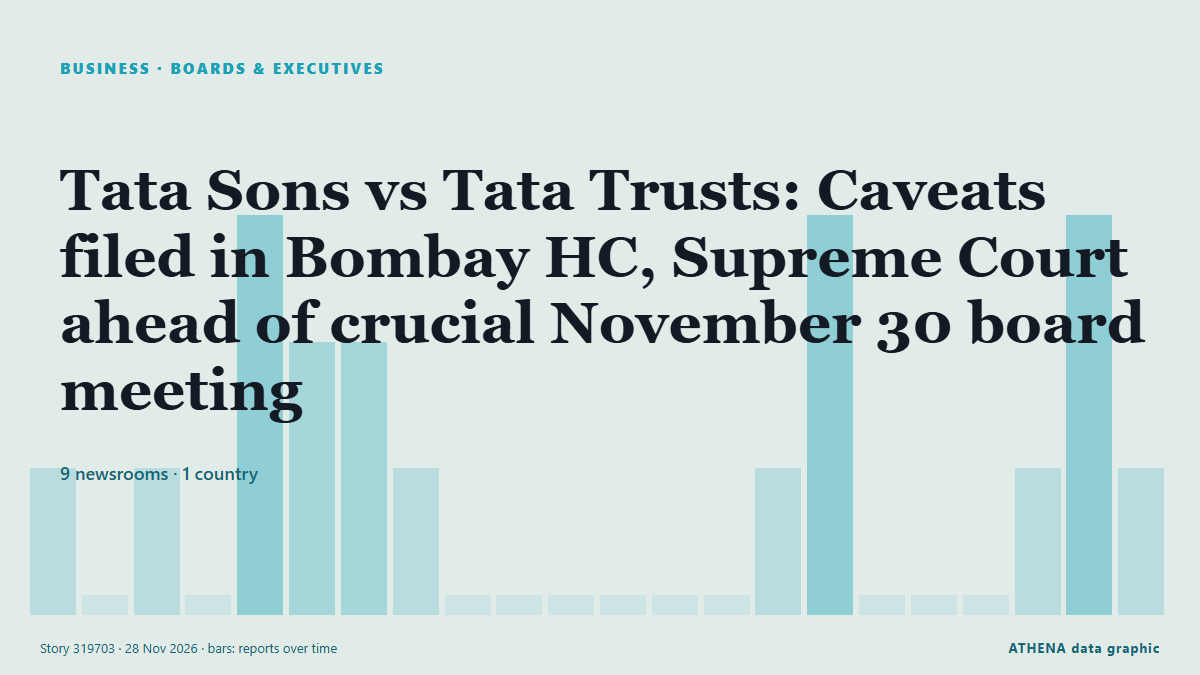 BUSINESS · BOARDS & EXECUTIVES
Tata Sons vs Tata Trusts: Caveats
filed in Bombay HC, Supreme Court
ahead of crucial November 30 board
meeting
9 newsrooms · 1 country
Story 319703 · 28 Nov 2026 · bars: reports over time
ATHENA data graphic